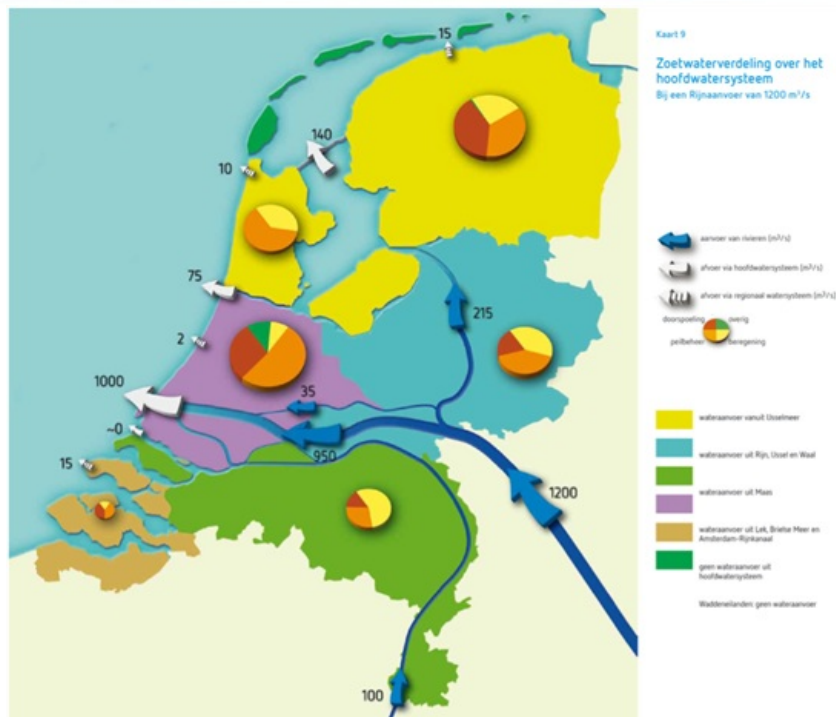 Kaart 9
Zoetwaterverdeling over het
hoofdwatersysteem
Bij een Rijnaanvoer van 1200 m³/s
15
140
10
75
2
1000
~0
15
35
950
215
1200
100
aanvoer van rivieren (m³/s)
afvoer via hoofdwatersysteem (m³/s)
afvoer via regionaal watersysteem (m³/s)
doorspoeling overig
peilbeheer beregening
wateraanvoer vanuit IJsselmeer
wateraanvoer uit Rijn, IJssel en Waal
wateraanvoer uit Maas
wateraanvoer uit Lek, Brielse Meer en
Amsterdam-Rijnkanaal
geen wateraanvoer uit
hoofdwatersysteem
Waddeneilanden: geen wateraanvoer